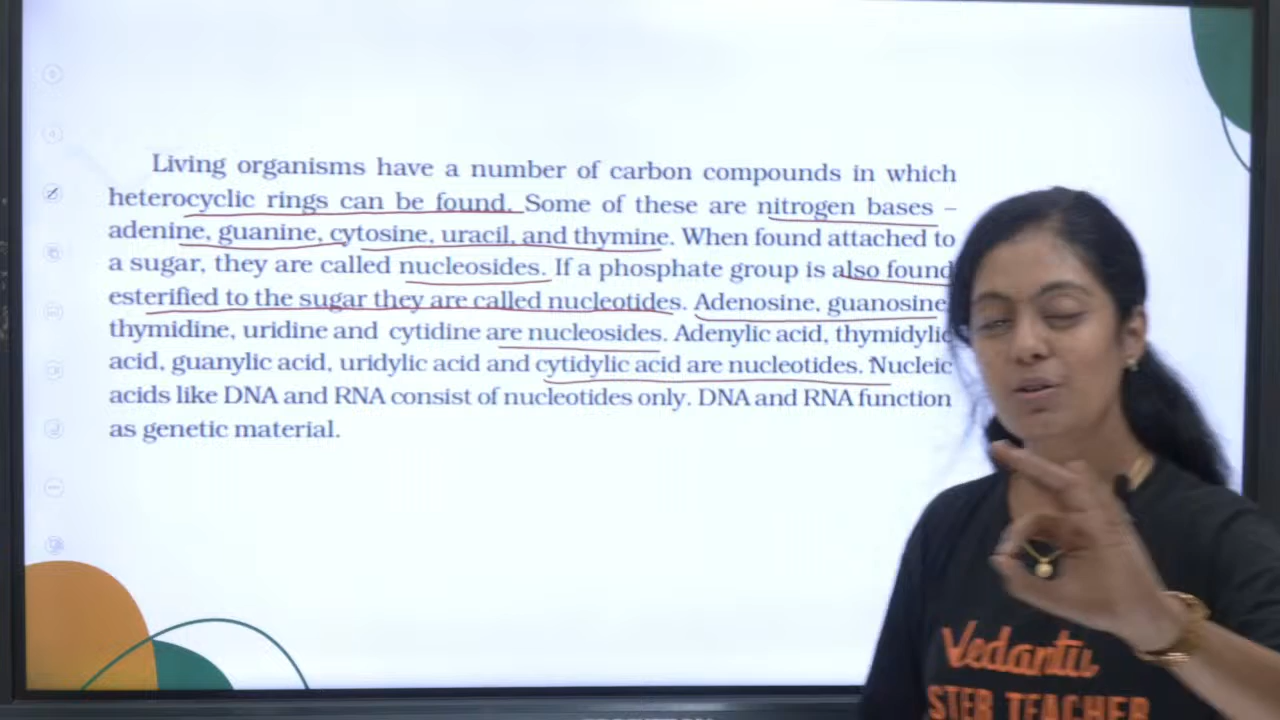 Living organisms have a number of carbon compounds in which
heterocyclic rings can be found. Some of these are nitrogen bases –
adenine, guanine, cytosine, uracil, and thymine. When found attached to
a sugar, they are called nucleosides. If a phosphate group is also found
esterified to the sugar they are called nucleotides. Adenosine, guanosine
thymidine, uridine and cytidine are nucleosides. Adenylic acid, thymidylic
acid, guanylic acid, uridylic acid and cytidylic acid are nucleotides. Nucleic
acids like DNA and RNA consist of nucleotides only. DNA and RNA function
as genetic material.
Vedantu
STER TEACHER